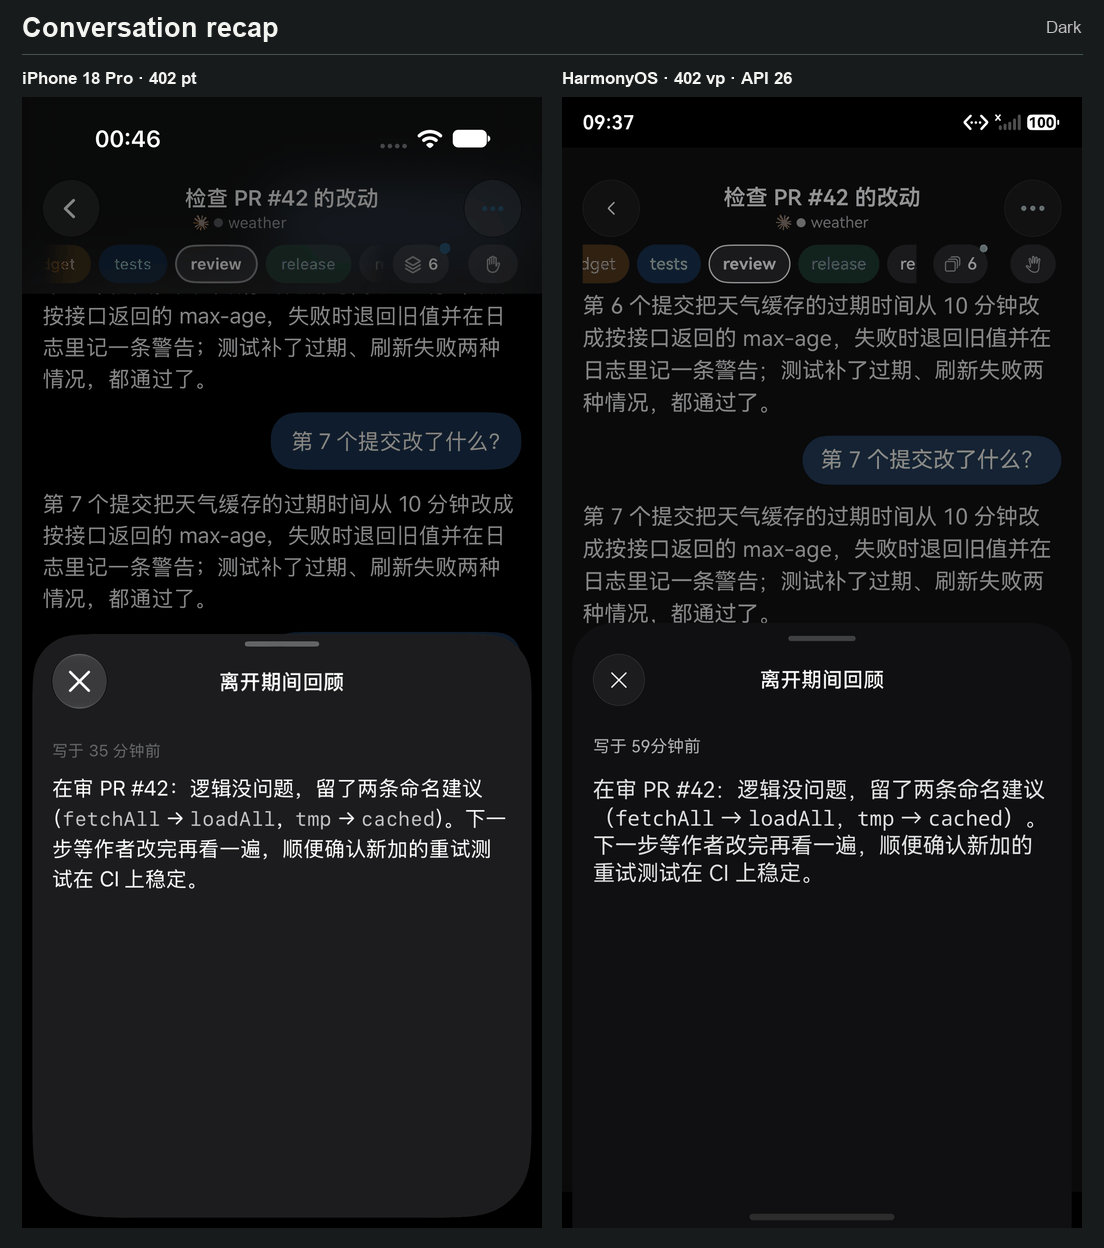 Conversation recap
Dark
iPhone 18 Pro · 402 pt
00:46
检查 PR #42 的改动
weather
dget
tests
review
release
6
按接口返回的 max-age，失败时退回旧值并在日
志里记一条警告；测试补了过期、刷新失败两种
情况，都通过了。
第 7 个提交改了什么？
第 7 个提交把天气缓存的过期时间从 10 分钟改成
按接口返回的 max-age，失败时退回旧值并在日
志里记一条警告；测试补了过期、刷新失败两种
情况，都通过了。
离开期间回顾
写于 35 分钟前
在审 PR #42：逻辑没问题，留了两条命名建议
（fetchAll → loadAll，tmp → cached）。下一
步等作者改完再看一遍，顺便确认新加的重试测
试在 CI 上稳定。
HarmonyOS · 402 vp · API 26
09:37
100
检查 PR #42 的改动
weather
dget
tests
review
release
re
6
第 6 个提交把天气缓存的过期时间从 10 分钟改
成按接口返回的 max-age，失败时退回旧值并在
日志里记一条警告；测试补了过期、刷新失败两
种情况，都通过了。
第 7 个提交改了什么？
第 7 个提交把天气缓存的过期时间从 10 分钟改
成按接口返回的 max-age，失败时退回旧值并在
日志里记一条警告；测试补了过期、刷新失败两
种情况，都通过了。
离开期间回顾
写于 59分钟前
在审 PR #42：逻辑没问题，留了两条命名建议
（fetchAll → loadAll，tmp → cached）。
下一步等作者改完再看一遍，顺便确认新加的
重试测试在 CI 上稳定。